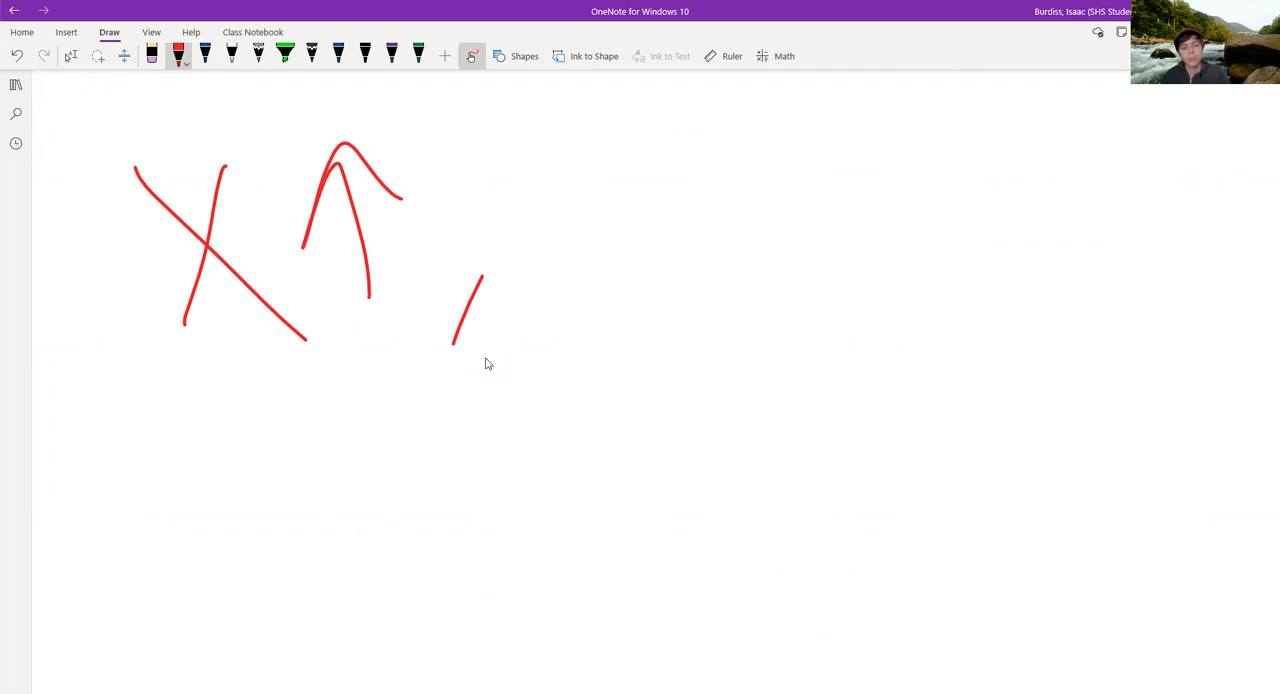 OneNote for Windows 10
Burdiss, Isaac (SHS Stude
Home Insert Draw View Help Class Notebook
Shapes Ink to Shape Ink to Text Ruler Math
X